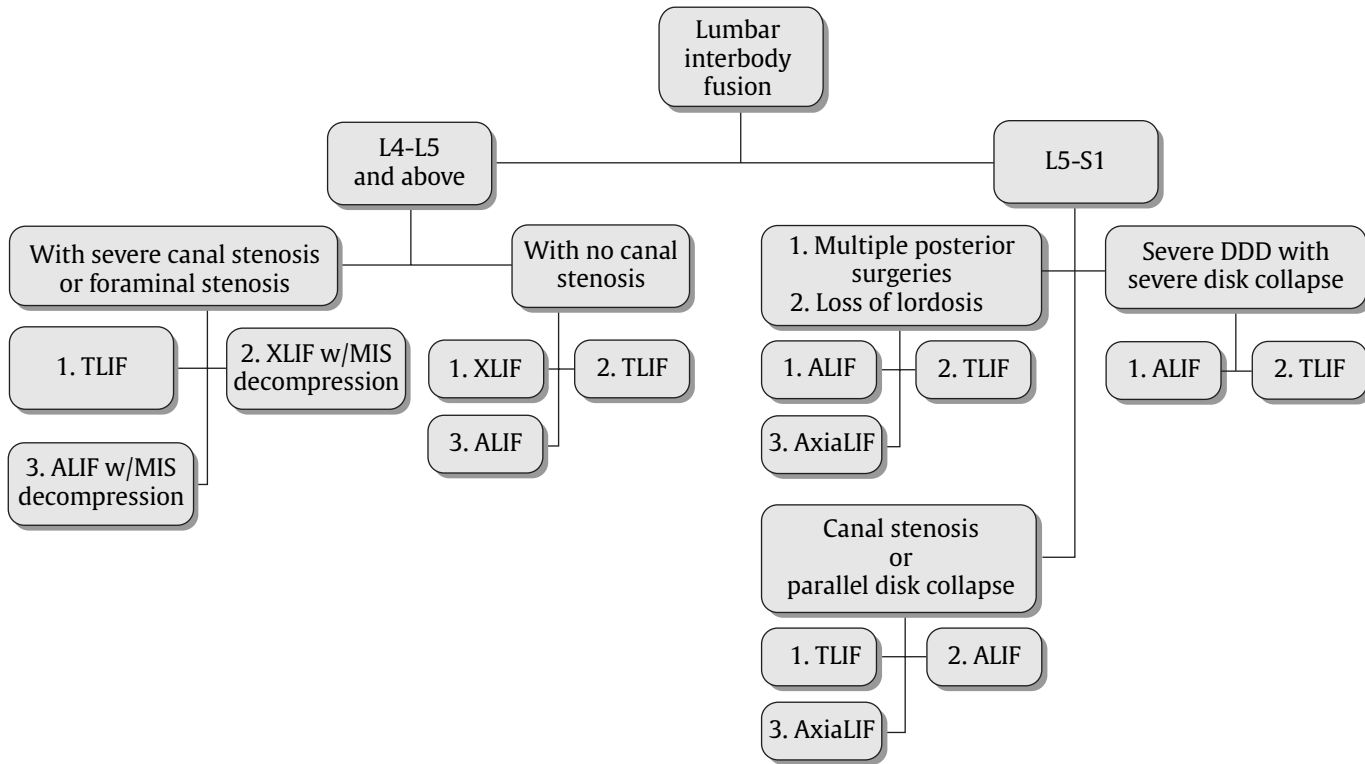 Lumbar
interbody
fusion
L4-L5
and above
L5-S1
With severe canal stenosis
or foraminal stenosis
With no canal
stenosis
1. Multiple posterior
surgeries
2. Loss of lordosis
Severe DDD with
severe disk collapse
1. TLIF
2. XLIF w/MIS
decompression
1. XLIF
2. TLIF
1. ALIF
2. TLIF
1. ALIF
2. TLIF
3. ALIF w/MIS
decompression
3. ALIF
3. AxiaLIF
Canal stenosis
or
parallel disk collapse
1. TLIF
2. ALIF
3. AxiaLIF